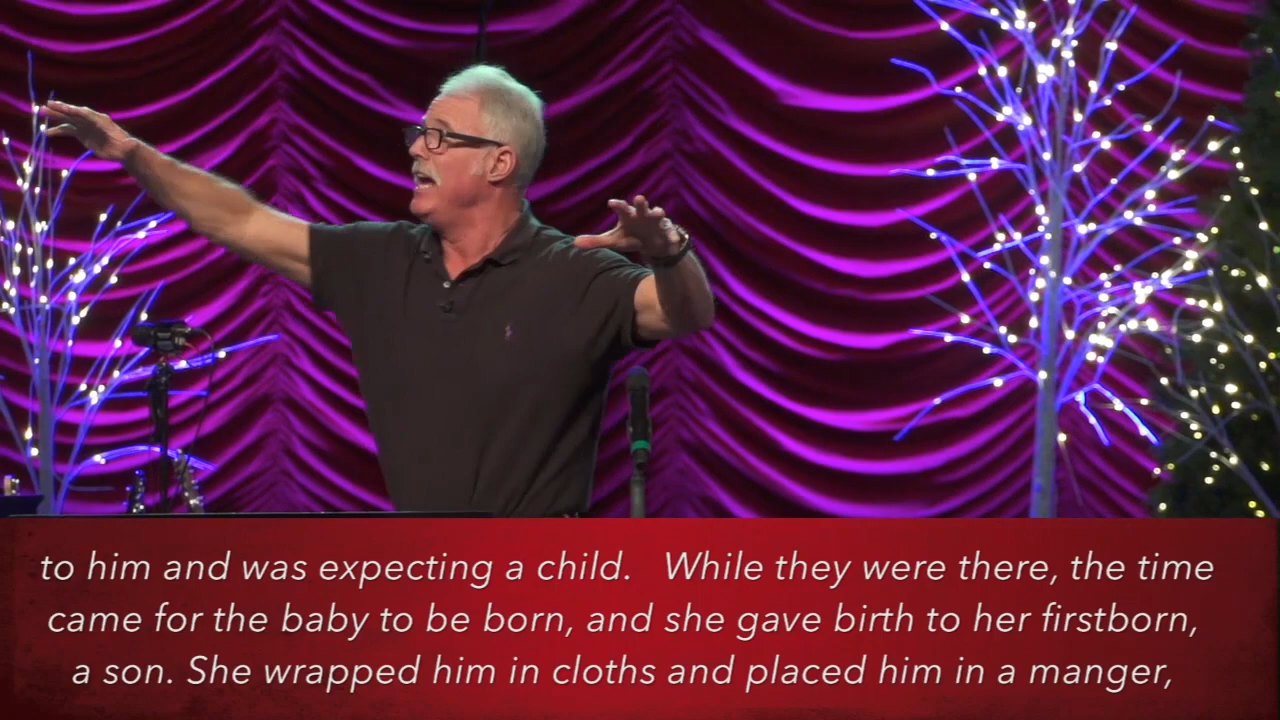 to him and was expecting a child. While they were there, the time
came for the baby to be born, and she gave birth to her firstborn,
a son. She wrapped him in cloths and placed him in a manger,